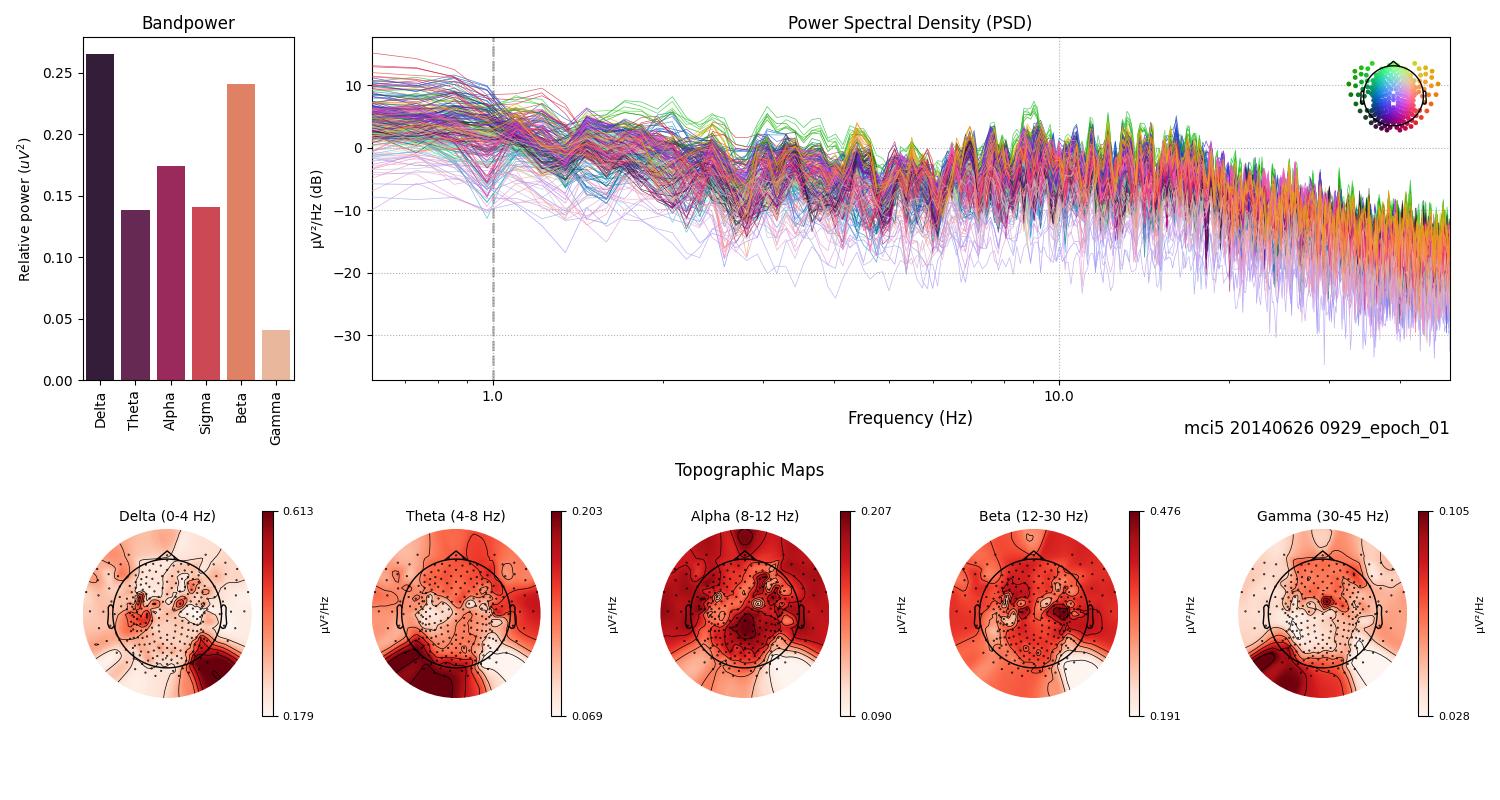 Bandpower
Power Spectral Density (PSD)
Relative power (uV²)
0.25
0.20
0.15
0.10
0.05
0.00
Delta
Theta
Alpha
Sigma
Beta
Gamma
µV²/Hz (dB)
10
0
−10
−20
−30
1.0
10.0
Frequency (Hz)
mci5 20140626 0929_epoch_01
Topographic Maps
Delta (0-4 Hz)
0.613
0.179
µV²/Hz
Theta (4-8 Hz)
0.203
0.069
µV²/Hz
Alpha (8-12 Hz)
0.207
0.090
µV²/Hz
Beta (12-30 Hz)
0.476
0.191
µV²/Hz
Gamma (30-45 Hz)
0.105
0.028
µV²/Hz